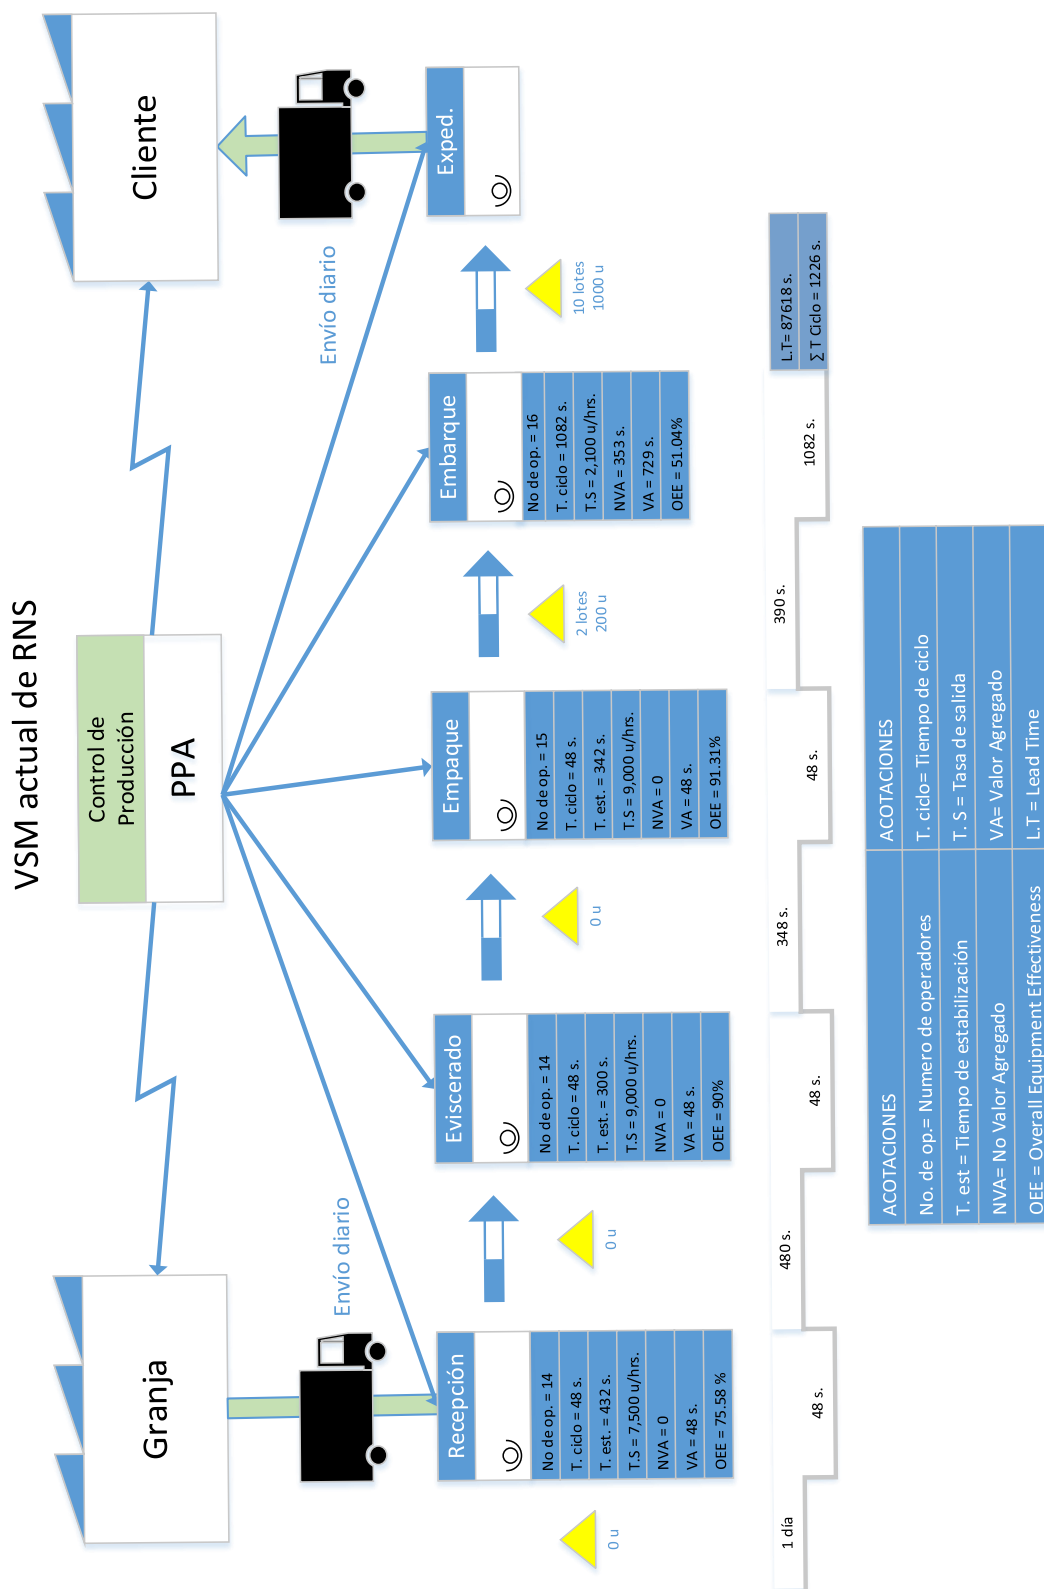 VSM actual de RNS
Granja
Control de
Producción
PPA
Cliente
Envío diario
Envío diario
Recepción
No de op. = 14
T. ciclo = 48 s.
T. est. = 432 s.
T.S = 7,500 u/hrs.
NVA = 0
VA = 48 s.
OEE = 75.58 %
Eviscerado
No de op. = 14
T. ciclo = 48 s.
T. est. = 300 s.
T.S = 9,000 u/hrs.
NVA = 0
VA = 48 s.
OEE = 90%
Empaque
No de op. = 15
T. ciclo = 48 s.
T. est. = 342 s.
T.S = 9,000 u/hrs.
NVA = 0
VA = 48 s.
OEE = 91.31%
Embarque
No de op. = 16
T. ciclo = 1082 s.
T.S = 2,100 u/hrs.
NVA = 353 s.
VA = 729 s.
OEE = 51.04%
Exped.
0 u
0 u
0 u
2 lotes
200 u
10 lotes
1000 u
1 día
48 s.
480 s.
48 s.
348 s.
48 s.
390 s.
1082 s.
L.T= 87618 s.
∑ T Ciclo = 1226 s.
ACOTACIONES
ACOTACIONES
No. de op.= Numero de operadores
T. ciclo= Tiempo de ciclo
T. est = Tiempo de estabilización
T. S = Tasa de salida
NVA= No Valor Agregado
VA= Valor Agregado
OEE = Overall Equipment Effectiveness
L.T = Lead Time